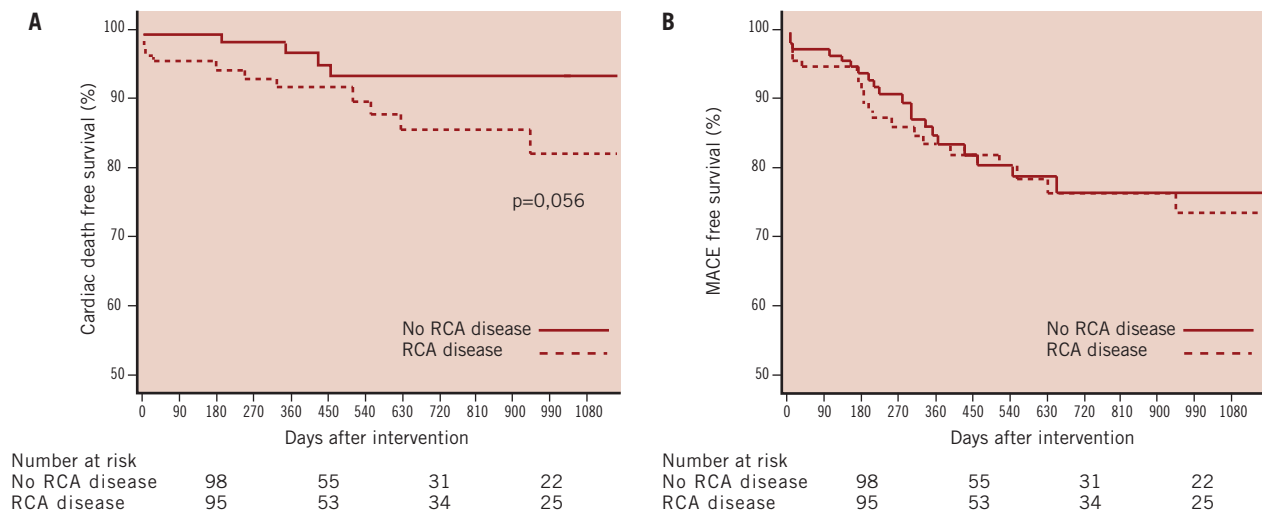 A
Cardiac death free survival (%)
100
90
80
70
60
50
p=0,056
No RCA disease
RCA disease
0 90 180 270 360 450 540 630 720 810 900 990 1080
Days after intervention
Number at risk
No RCA disease 98 55 31 22
RCA disease 95 53 34 25
B
MACE free survival (%)
100
90
80
70
60
50
No RCA disease
RCA disease
0 90 180 270 360 450 540 630 720 810 900 990 1080
Days after intervention
Number at risk
No RCA disease 98 55 31 22
RCA disease 95 53 34 25